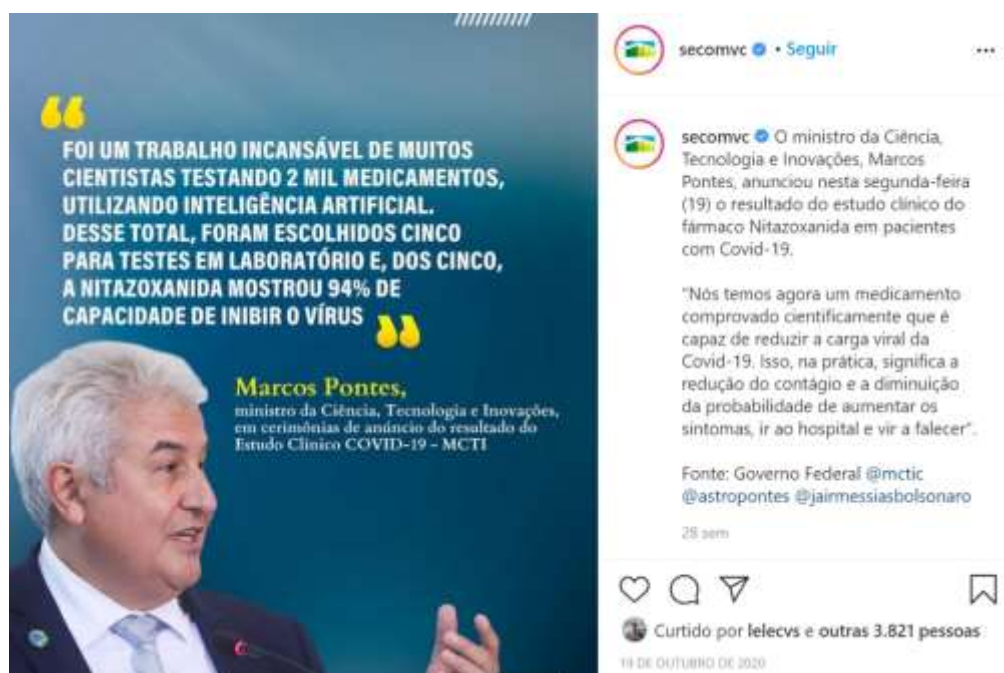 FOI UM TRABALHO INCANSÁVEL DE MUITOS
CIENTISTAS TESTANDO 2 MIL MEDICAMENTOS,
UTILIZANDO INTELIGÊNCIA ARTIFICIAL.
DESSE TOTAL, FORAM ESCOLHIDOS CINCO
PARA TESTES EM LABORATÓRIO E, DOS CINCO,
A NITAZOXANIDA MOSTROU 94% DE
CAPACIDADE DE INIBIR O VÍRUS
Marcos Pontes,
ministro da Ciência, Tecnologia e Inovações,
em cerimônias de anúncio do resultado do
Estudo Clínico COVID-19 - MCTI
secomvc • Seguir
secomvc O ministro da Ciência,
Tecnologia e Inovações, Marcos
Pontes, anunciou nesta segunda-feira
(19) o resultado do estudo clínico do
fármaco Nitazoxanida em pacientes
com Covid-19.
"Nós temos agora um medicamento
comprovado cientificamente que é
capaz de reduzir a carga viral da
Covid-19. Isso, na prática, significa a
redução do contágio e a diminuição
da probabilidade de aumentar os
sintomas, ir ao hospital e vir a falecer".
Fonte: Governo Federal @mctic
@astropontes @jairmessiasbolsonaro
28 sem
Curtido por lelecvs e outras 3.821 pessoas
19 DE OUTUBRO DE 2020